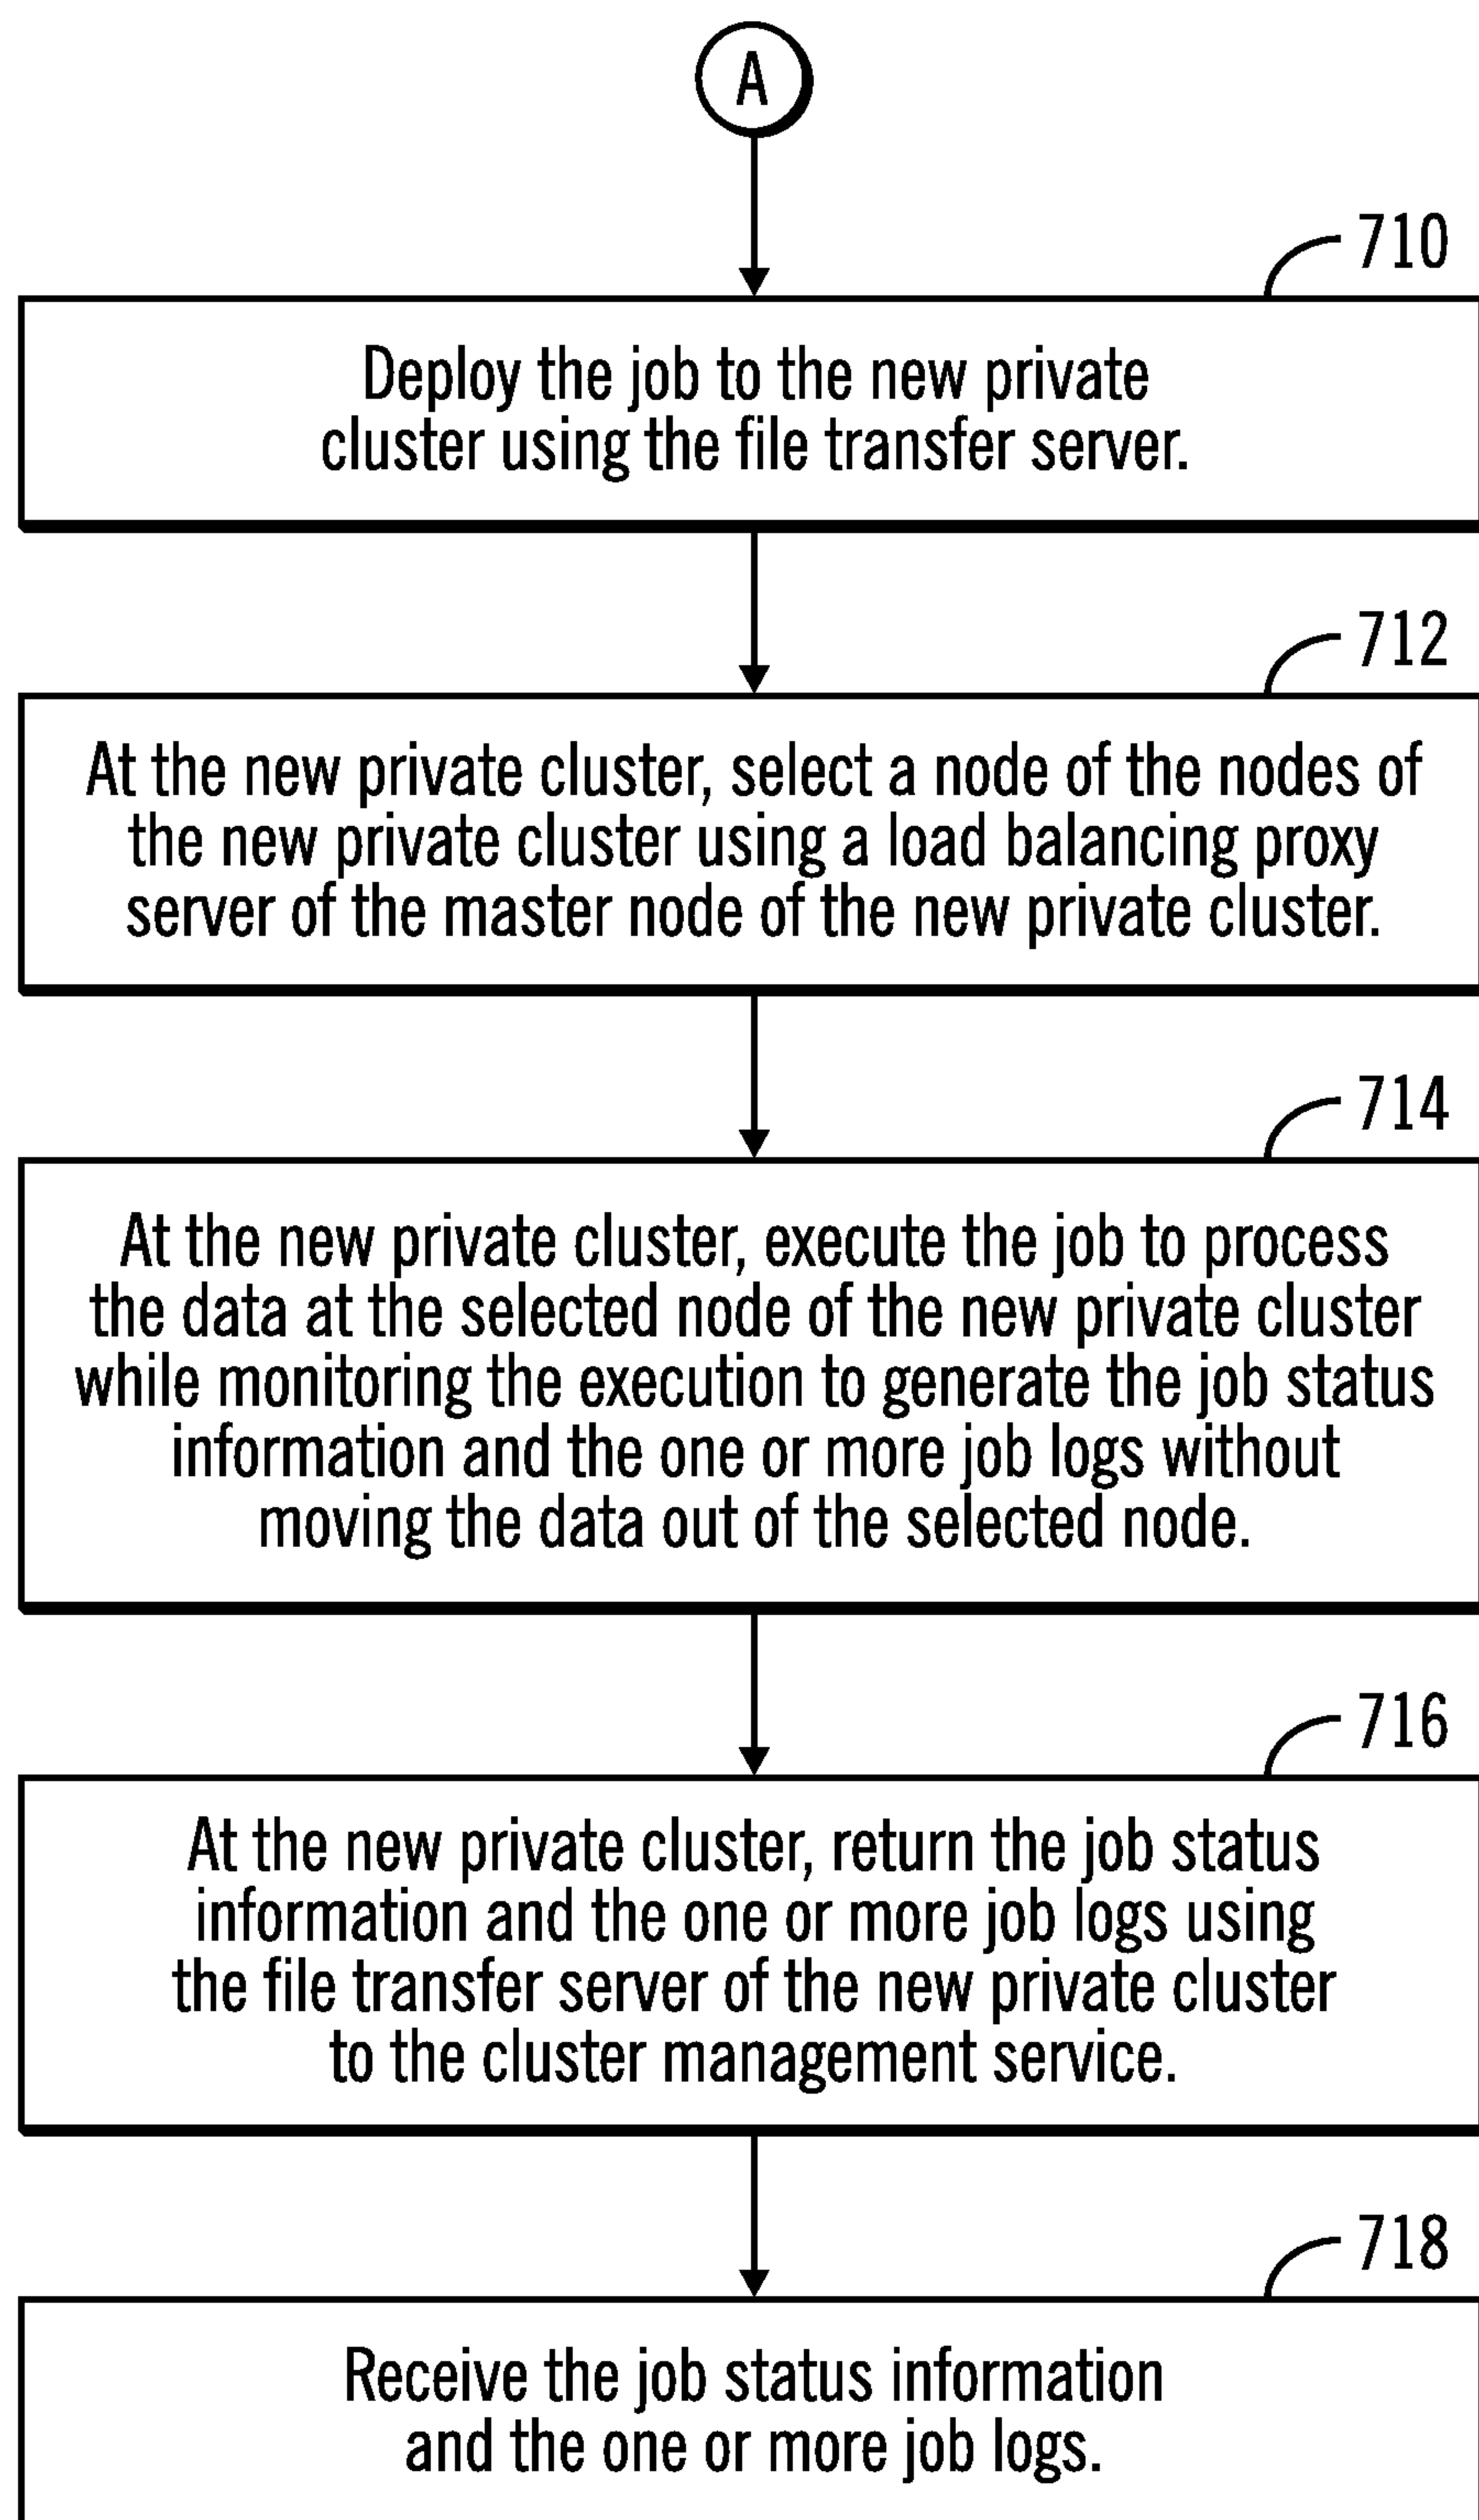 A
710
Deploy the job to the new private
cluster using the file transfer server.
712
At the new private cluster, select a node of the nodes of
the new private cluster using a load balancing proxy
server of the master node of the new private cluster.
714
At the new private cluster, execute the job to process
the data at the selected node of the new private cluster
while monitoring the execution to generate the job status
information and the one or more job logs without
moving the data out of the selected node.
716
At the new private cluster, return the job status
information and the one or more job logs using
the file transfer server of the new private cluster
to the cluster management service.
718
Receive the job status information
and the one or more job logs.